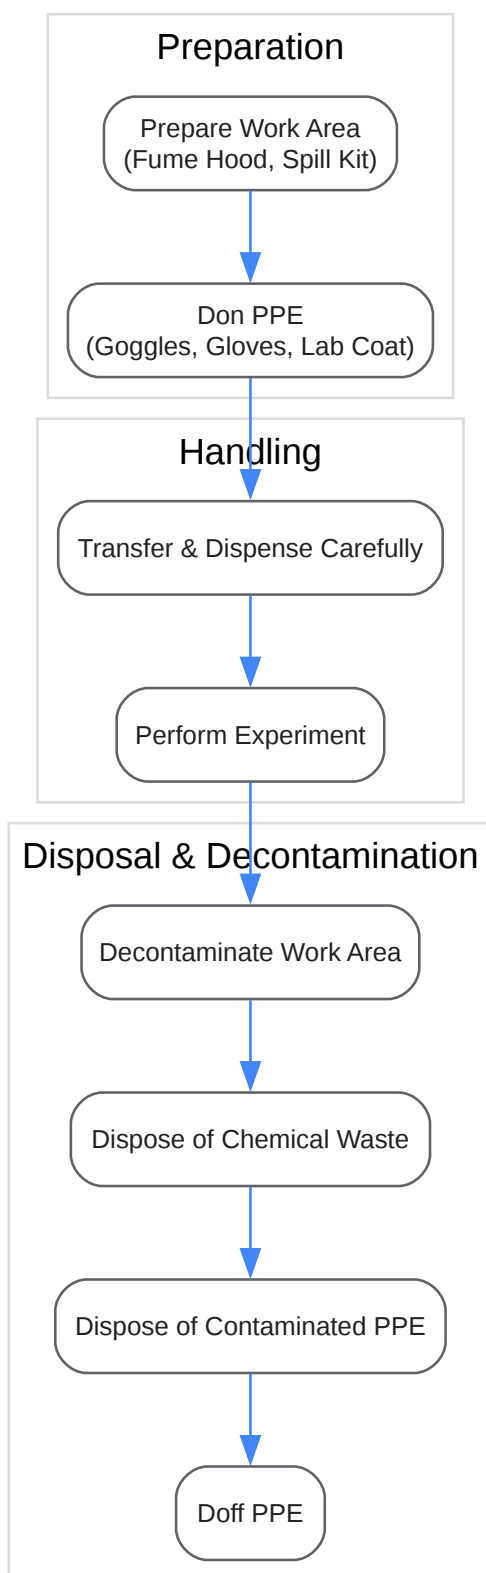 Preparation
Prepare Work Area
(Fume Hood, Spill Kit)
Don PPE
(Goggles, Gloves, Lab Coat)
Handling
Transfer & Dispense Carefully
Perform Experiment
Disposal & Decontamination
Decontaminate Work Area
Dispose of Chemical Waste
Dispose of Contaminated PPE
Doff PPE